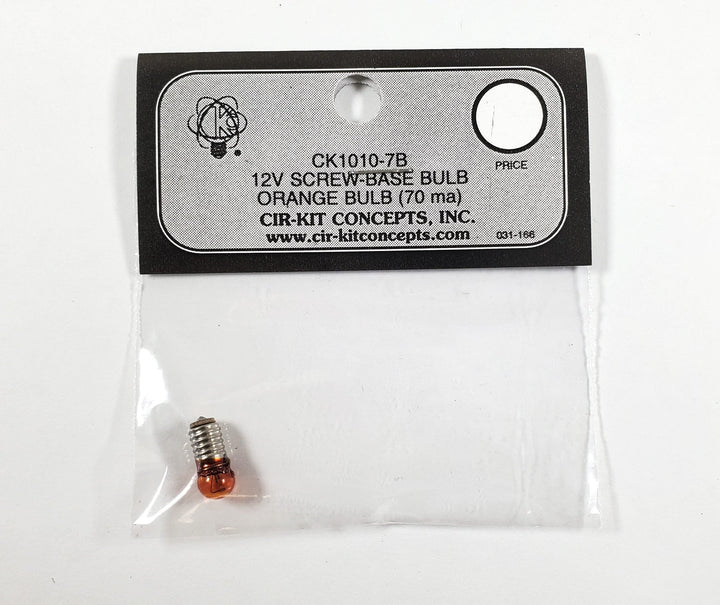 CK
PRICE
CK1010-7B
12V SCREW-BASE BULB
ORANGE BULB (70 ma)
CIR-KIT CONCEPTS, INC.
www.cir-kitconcepts.com
031-166